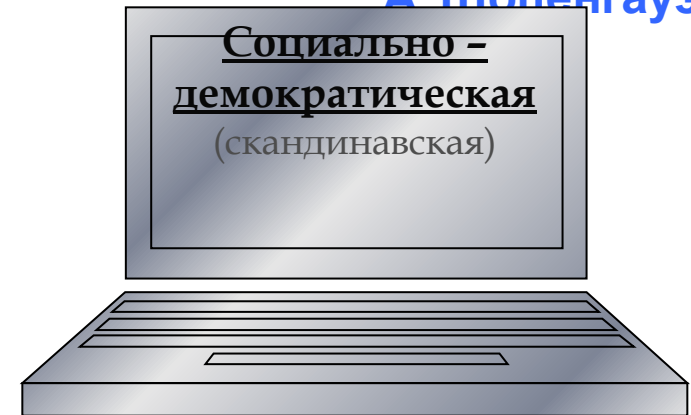 Социально –
демократическая
(скандинавская)